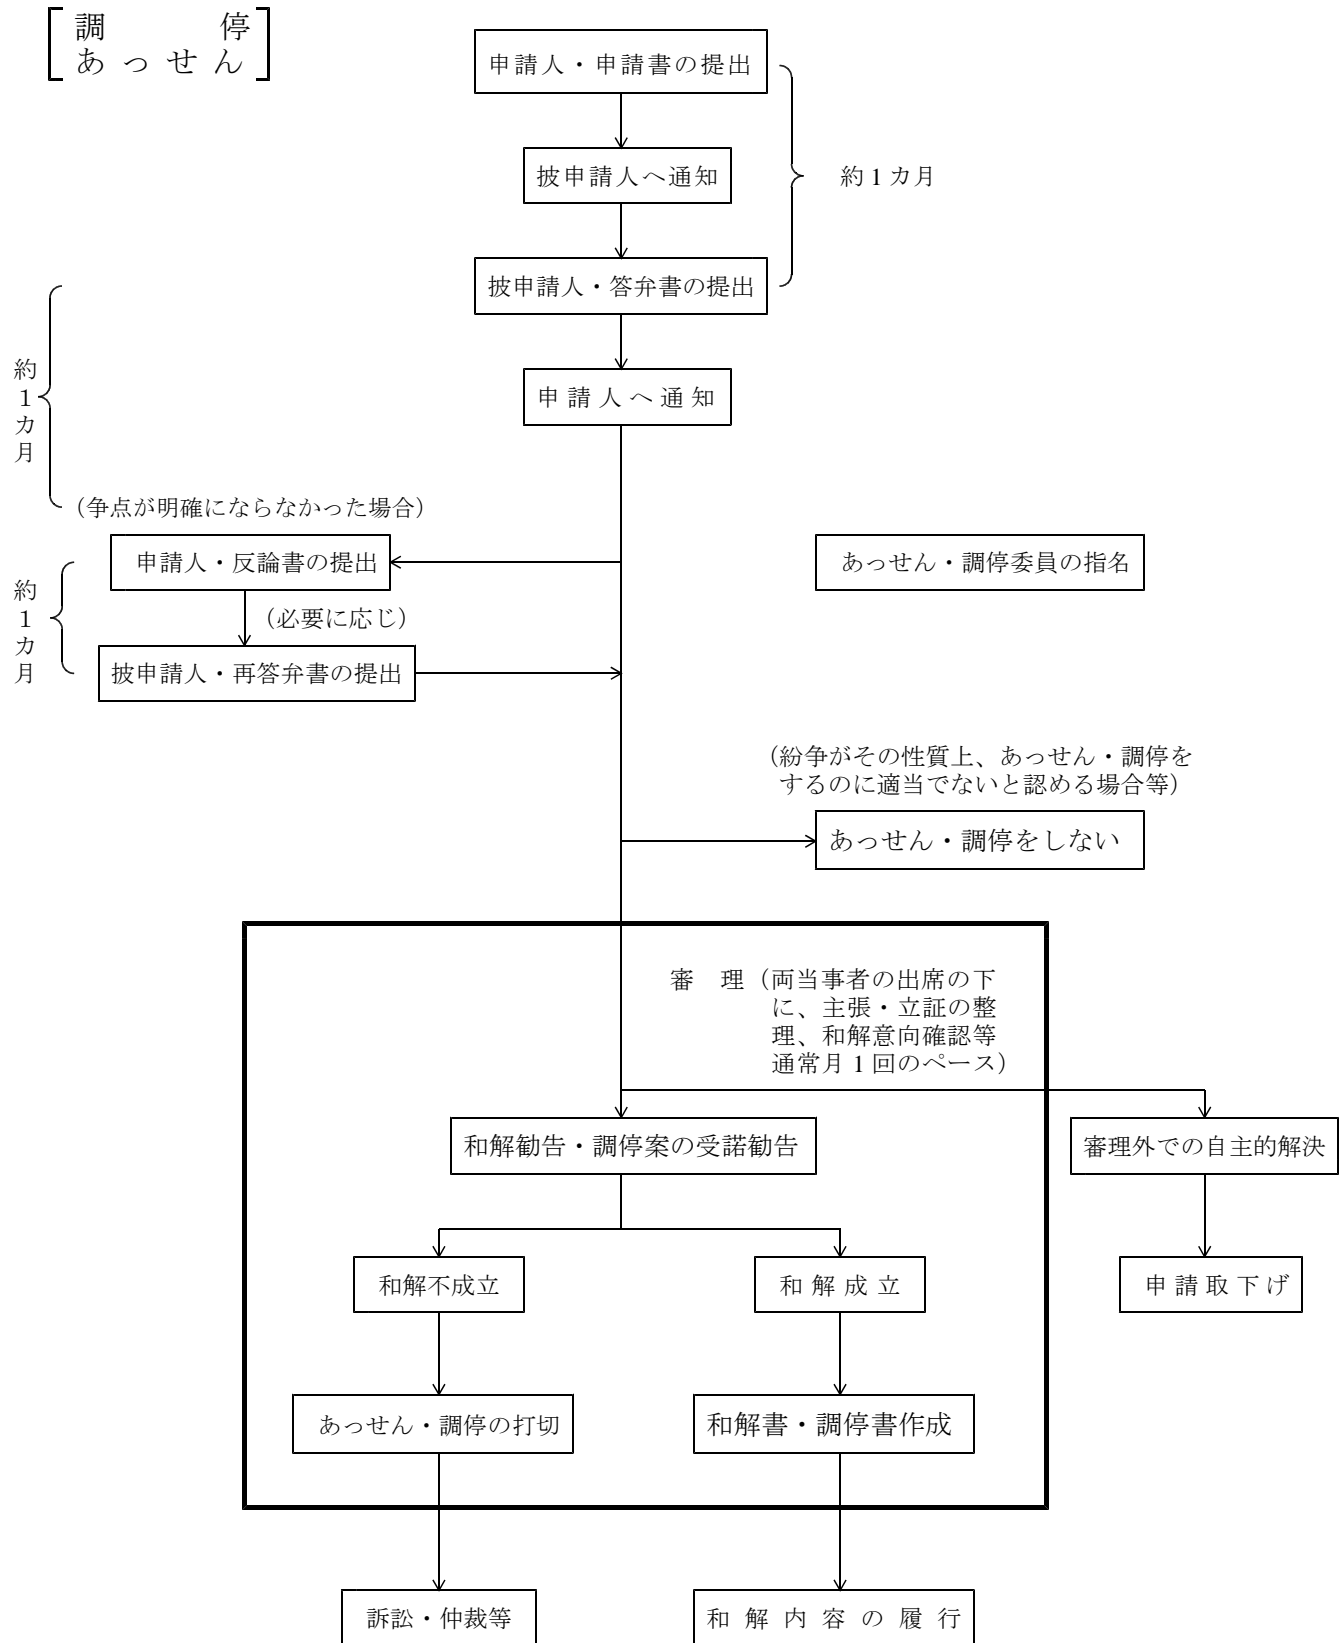 調　　停
あっせん
申請人・申請書の提出
披申請人へ通知
約1カ月
披申請人・答弁書の提出
申請人へ通知
約1カ月
（争点が明確にならなかった場合）
申請人・反論書の提出
あっせん・調停委員の指名
約1カ月
（必要に応じ）
披申請人・再答弁書の提出
（紛争がその性質上、あっせん・調停を
するのに適当でないと認める場合等）
あっせん・調停をしない
審　理（両当事者の出席の下
に、主張・立証の整
理、和解意向確認等
通常月1回のペース）
和解勧告・調停案の受諾勧告
審理外での自主的解決
和解不成立
和解成立
申請取下げ
あっせん・調停の打切
和解書・調停書作成
訴訟・仲裁等
和解内容の履行